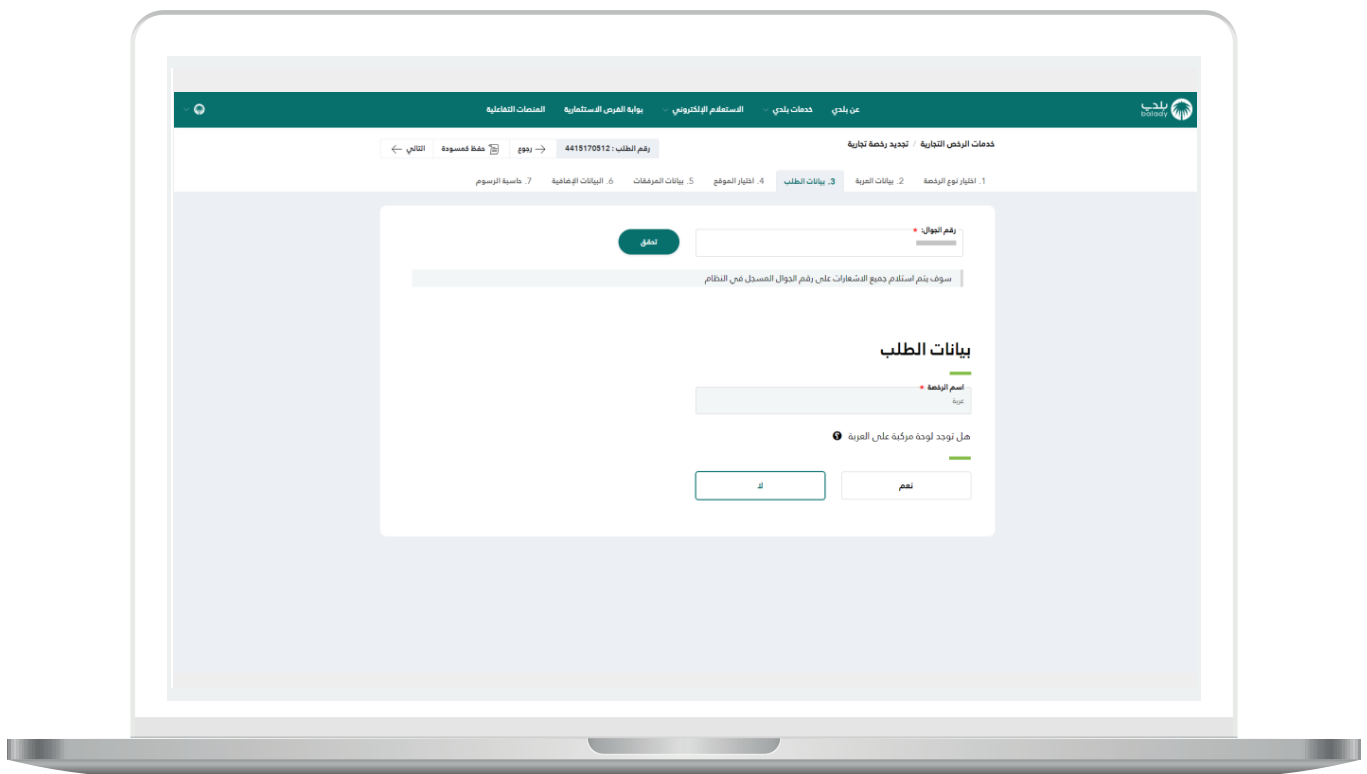 بلدي
balady
عن بلدي خدمات بلدي الاستعلام الإلكتروني بوابة الفرص الاستثمارية المنصات التفاعلية
خدمات الرخص التجارية / تجديد رخصة تجارية
رقم الطلب : 4415170512 رجوع حفظ كمسودة التالي
1. اختيار نوع الرخصة 2. بيانات العربة 3. بيانات الطلب 4. اختيار الموقع 5. بيانات المرفقات 6. البيانات الإضافية 7. حاسبة الرسوم
رقم الجوال: *
تحقق
سوف يتم استلام جميع الاشعارات على رقم الجوال المسجل في النظام
بيانات الطلب
اسم الرخصة *
عربة
هل توجد لوحة مركبة على العربة
نعم لا